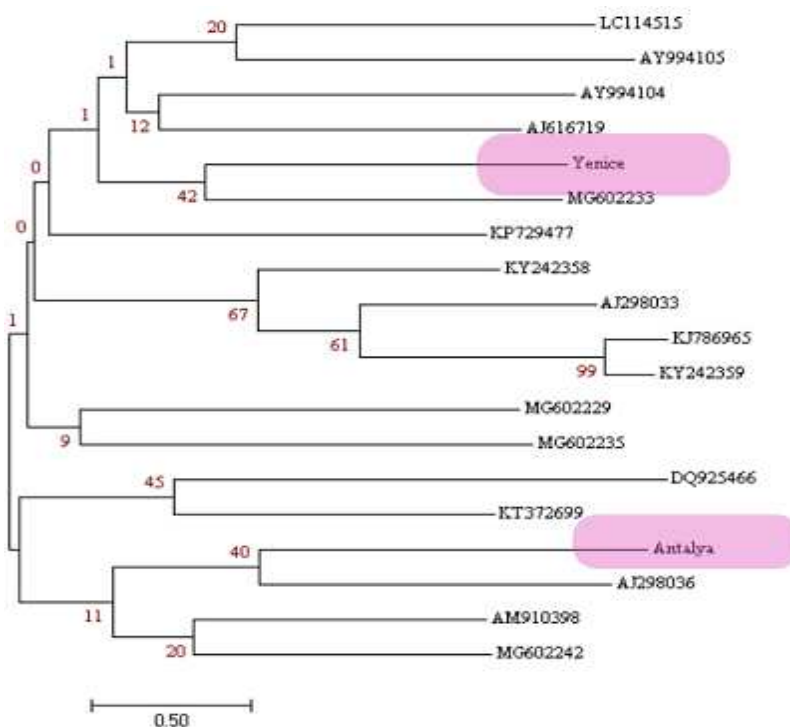 20
LC114515
1
AY994105
1
AY994104
12
AJ616719
0
Yenice
42
MG602233
0
KP729477
KY242358
67
AJ298033
1
61
KJ786965
99
KY242359
MG602229
9
MG602235
45
DQ925466
KT372699
40
Antalya
AJ298036
11
AM910398
20
MG602242
0.50